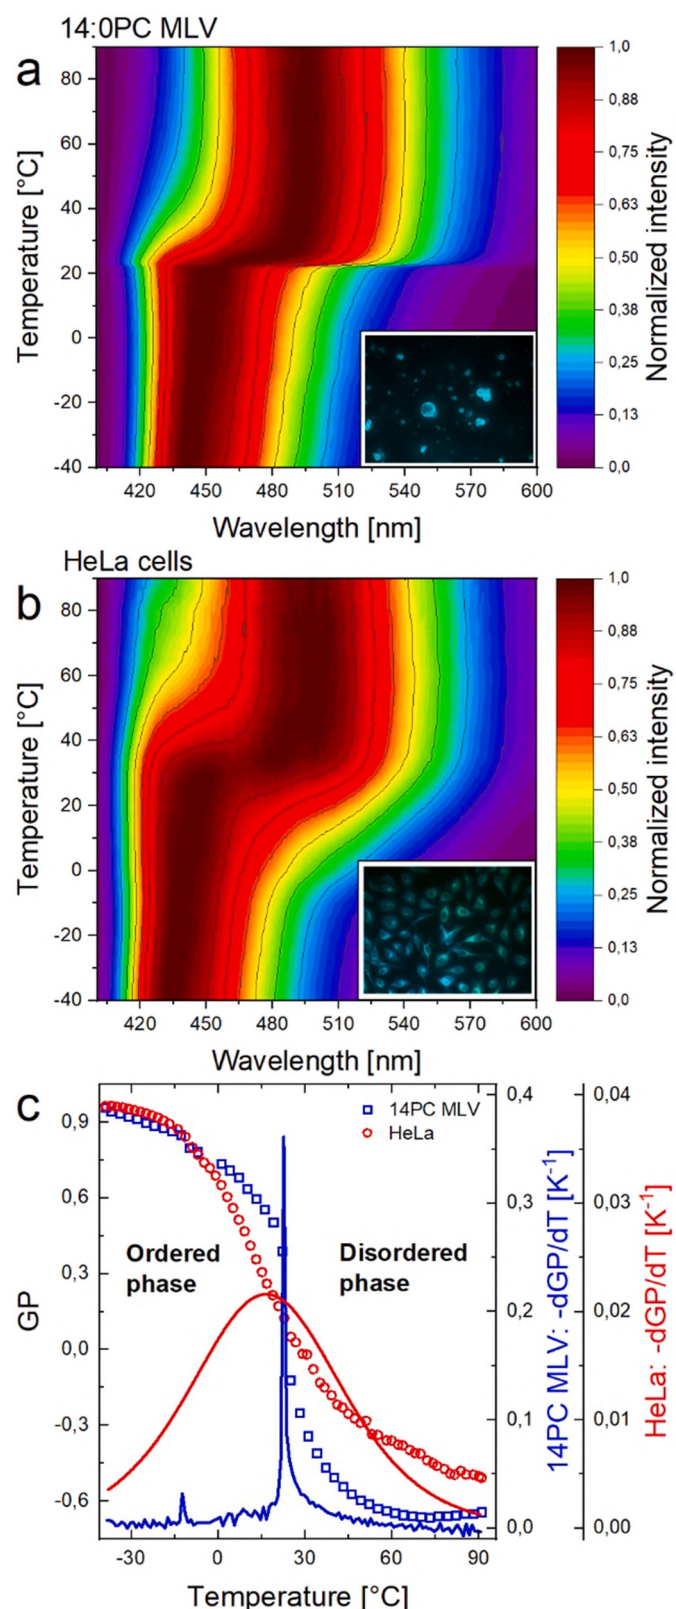 14:0PC MLV
a
Temperature [°C]
80
60
40
20
0
-20
-40
420 450 480 510 540 570 600
Wavelength [nm]
1,0
0,88
0,75
0,63
0,50
0,38
0,25
0,13
0,0
Normalized intensity
HeLa cells
b
Temperature [°C]
80
60
40
20
0
-20
-40
420 450 480 510 540 570 600
Wavelength [nm]
1,0
0,88
0,75
0,63
0,50
0,38
0,25
0,13
0,0
Normalized intensity
c
GP
0,9
0,6
0,3
0,0
-0,3
-0,6
14PC MLV
HeLa
Ordered
phase
Disordered
phase
-30 0 30 60 90
Temperature [°C]
0,4
0,3
0,2
0,1
0,0
14PC MLV: -dGP/dT [K⁻¹]
0,04
0,03
0,02
0,01
0,00
HeLa: -dGP/dT [K⁻¹]